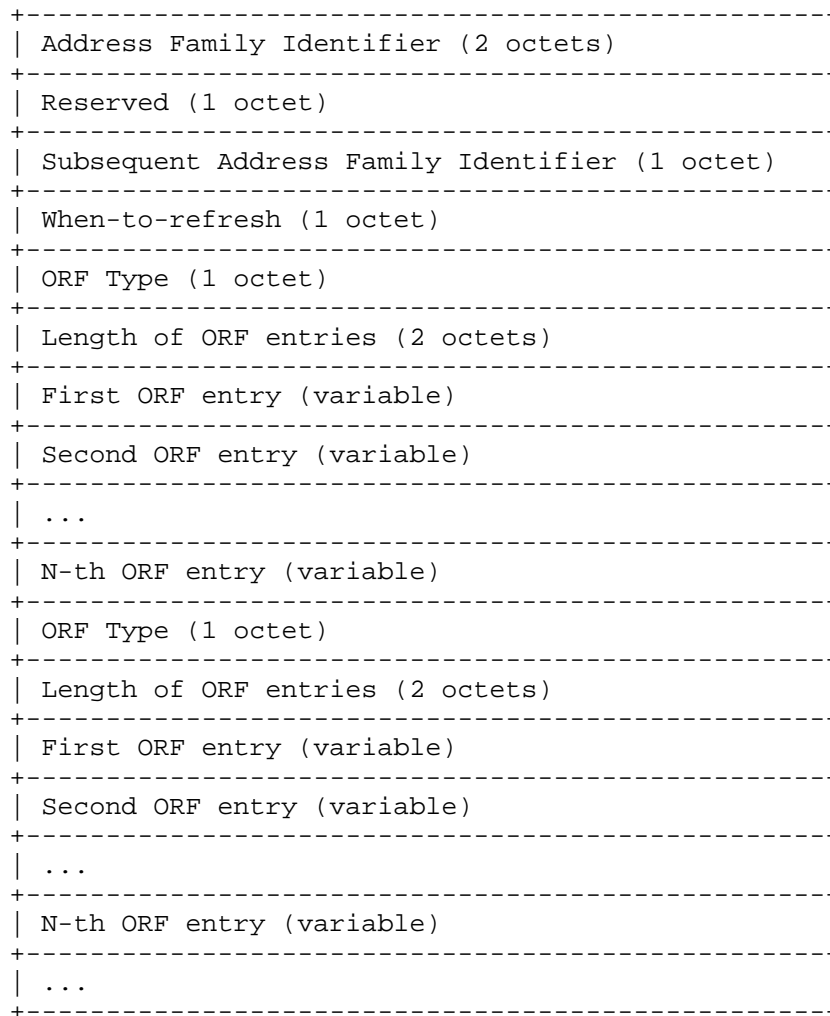 +--------------------------------------------------
| Address Family Identifier (2 octets)
+--------------------------------------------------
| Reserved (1 octet)
+--------------------------------------------------
| Subsequent Address Family Identifier (1 octet)
+--------------------------------------------------
| When-to-refresh (1 octet)
+--------------------------------------------------
| ORF Type (1 octet)
+--------------------------------------------------
| Length of ORF entries (2 octets)
+--------------------------------------------------
| First ORF entry (variable)
+--------------------------------------------------
| Second ORF entry (variable)
+--------------------------------------------------
| ...
+--------------------------------------------------
| N-th ORF entry (variable)
+--------------------------------------------------
| ORF Type (1 octet)
+--------------------------------------------------
| Length of ORF entries (2 octets)
+--------------------------------------------------
| First ORF entry (variable)
+--------------------------------------------------
| Second ORF entry (variable)
+--------------------------------------------------
| ...
+--------------------------------------------------
| N-th ORF entry (variable)
+--------------------------------------------------
| ...
+--------------------------------------------------